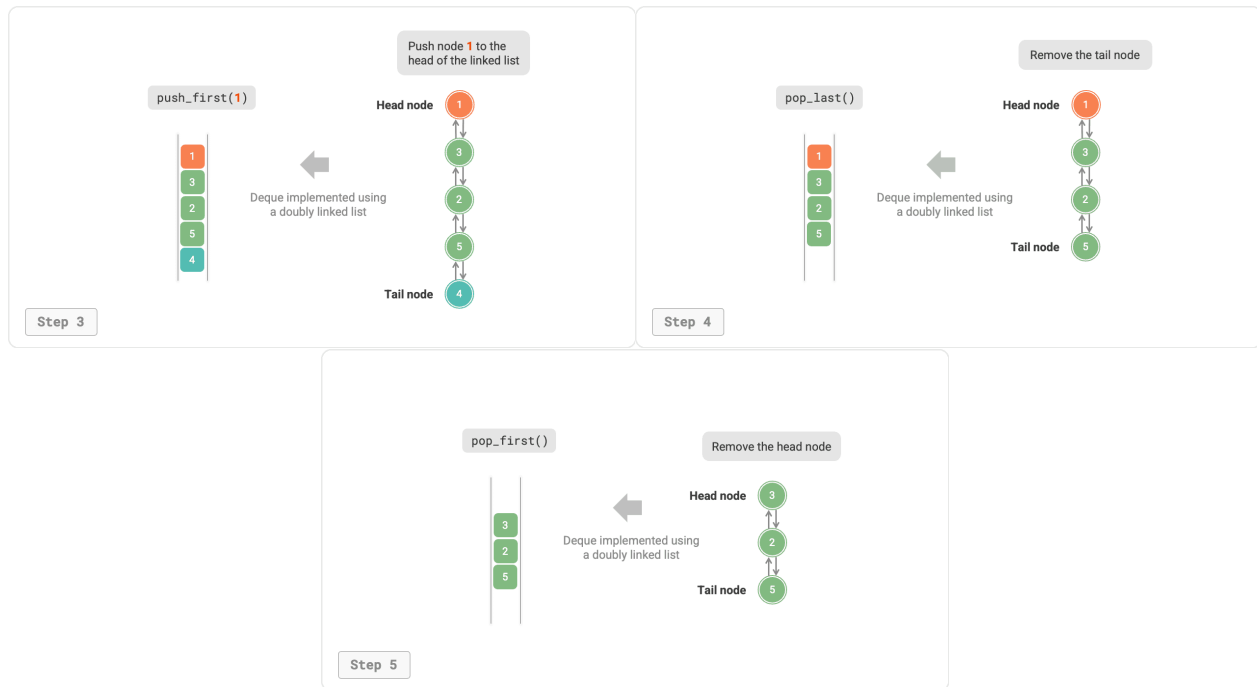 Push node 1 to the
head of the linked list
push_first(1)
Head node
1
1
3
3
2
2
5
5
4
Deque implemented using
a doubly linked list
Tail node
4
Step 3
Remove the tail node
pop_last()
Head node
1
1
3
3
2
2
5
Deque implemented using
a doubly linked list
Tail node
5
Step 4
pop_first()
Remove the head node
Head node
3
3
2
2
5
Deque implemented using
a doubly linked list
Tail node
5
Step 5